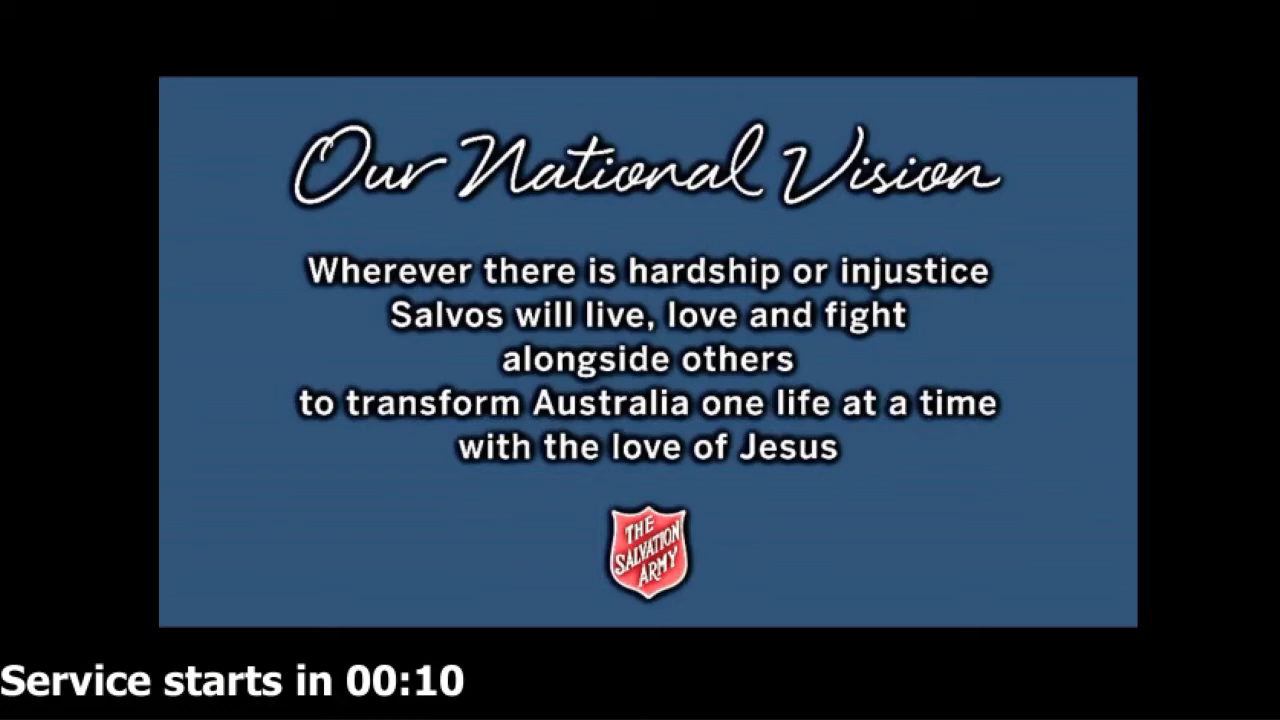 Our National Vision
Wherever there is hardship or injustice
Salvos will live, love and fight
alongside others
to transform Australia one life at a time
with the love of Jesus
THE
SALVATION
ARMY
Service starts in 00:10